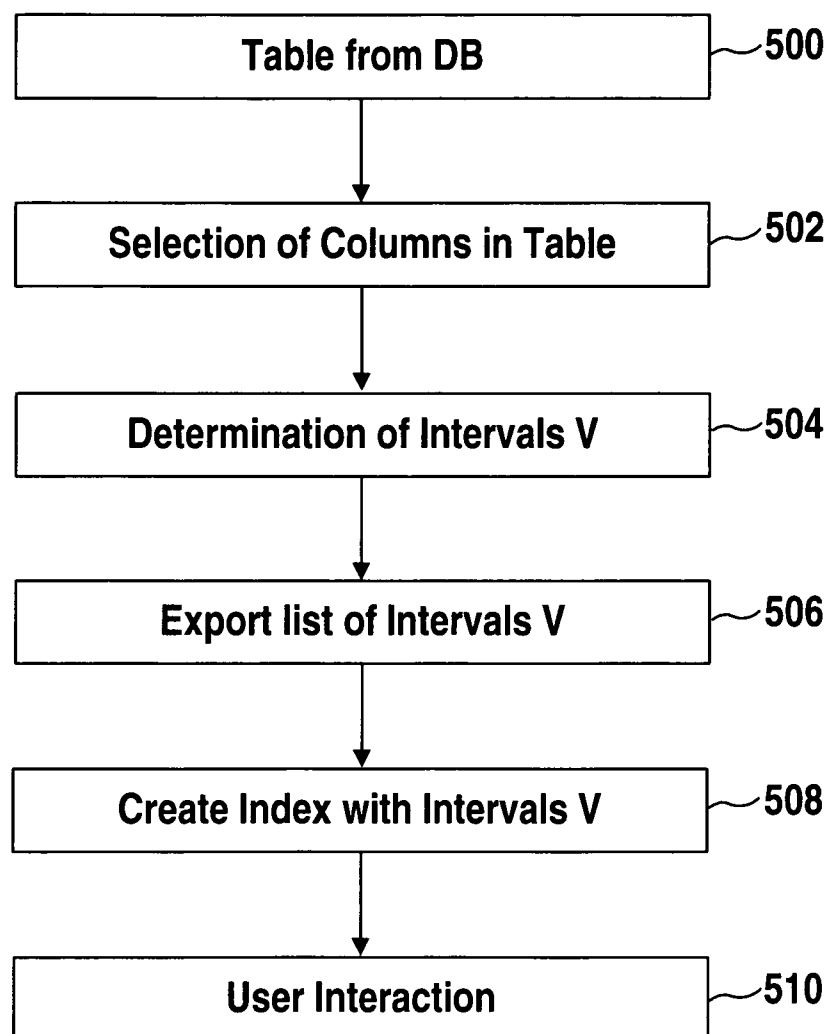 Table from DB 500
Selection of Columns in Table 502
Determination of Intervals V 504
Export list of Intervals V 506
Create Index with Intervals V 508
User Interaction 510